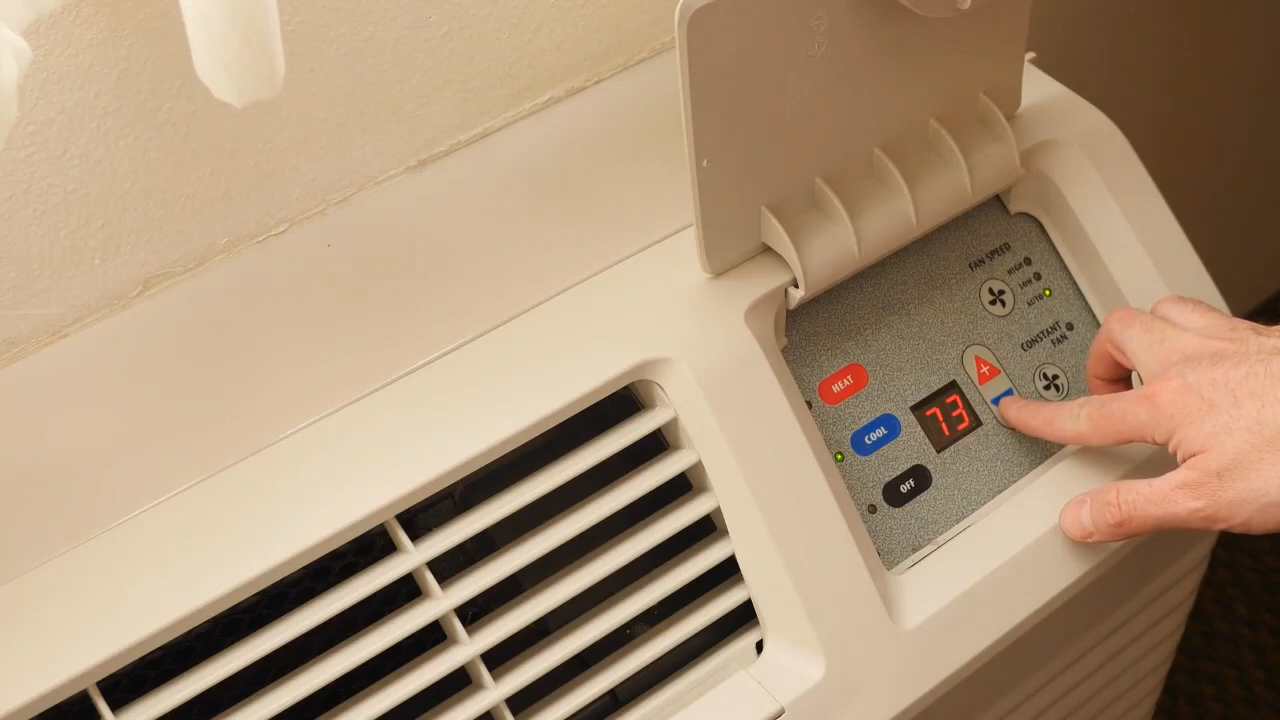 FAN SPEED
HIGH
LOW
AUTO
CONSTANT
FAN
HEAT
73
COOL
OFF